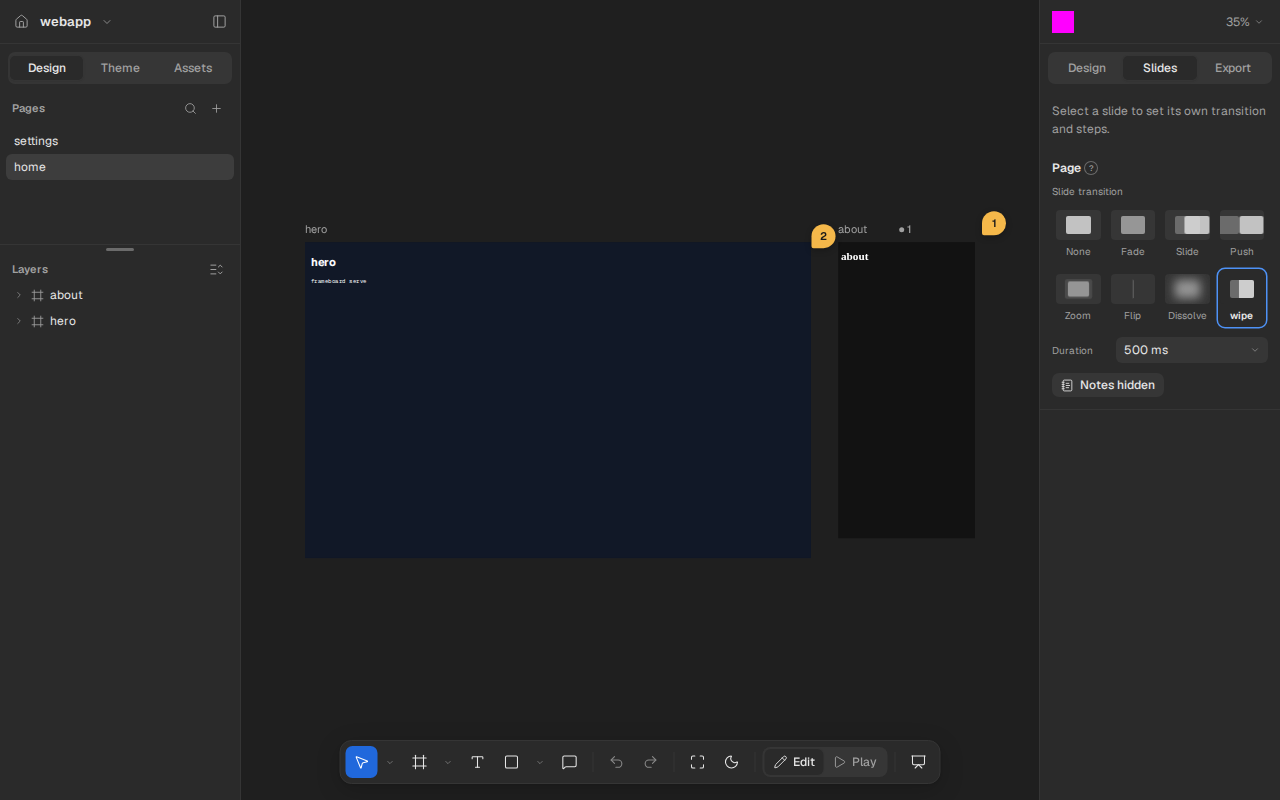 webapp
35%
Design Theme Assets
Design Slides Export
Pages
settings
home
Select a slide to set its own transition
and steps.
Page ?
Slide transition
None Fade Slide Push
Zoom Flip Dissolve wipe
Duration 500 ms
Notes hidden
Layers
about
hero
hero
2
about 1
1
hero
frameboard serve
about
Edit Play